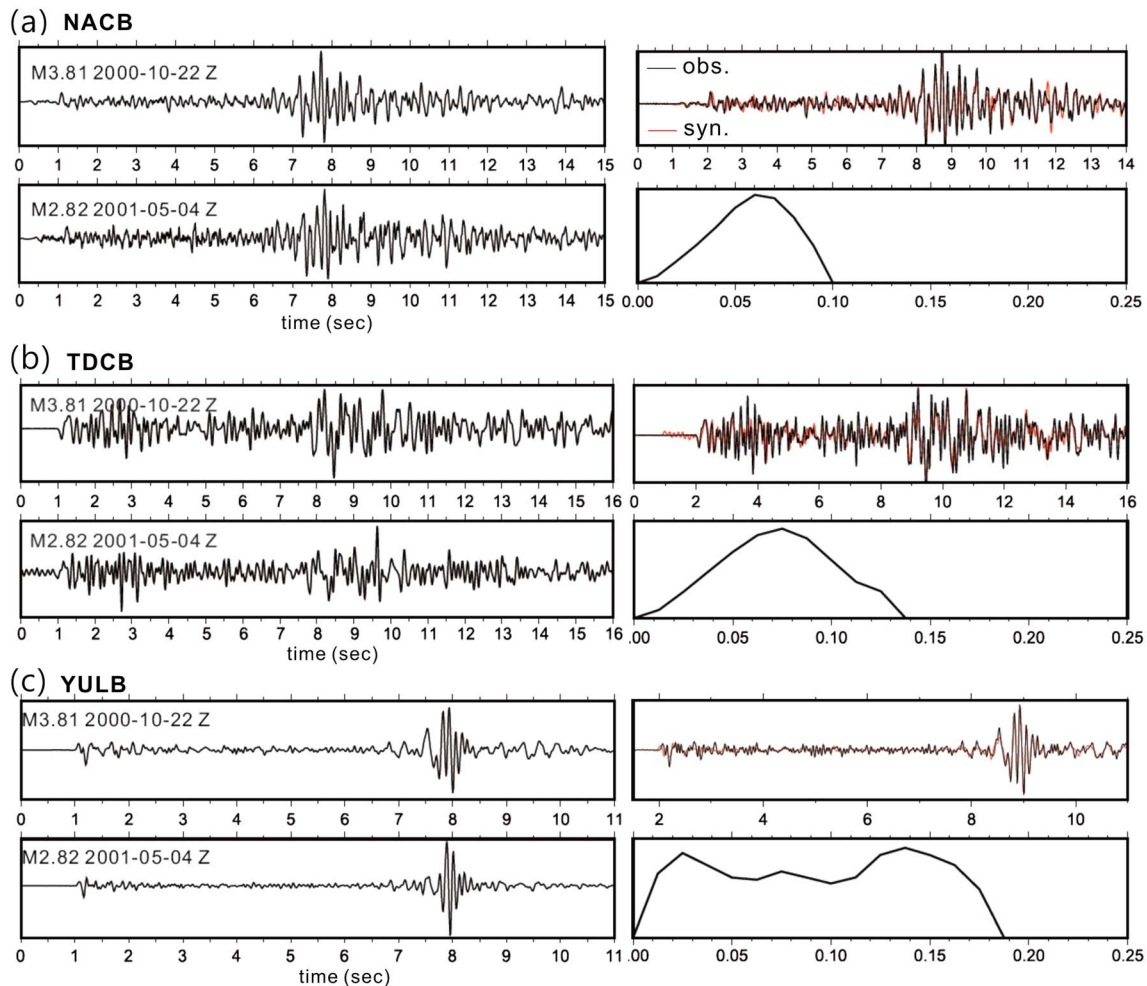 (a) NACB
M3.81 2000-10-22 Z
0 1 2 3 4 5 6 7 8 9 10 11 12 13 14 15
obs.
syn.
0 1 2 3 4 5 6 7 8 9 10 11 12 13 14
M2.82 2001-05-04 Z
0 1 2 3 4 5 6 7 8 9 10 11 12 13 14 15
time (sec)
0.00 0.05 0.10 0.15 0.20 0.25
(b) TDCB
M3.81 2000-10-22 Z
0 1 2 3 4 5 6 7 8 9 10 11 12 13 14 15 16
0 2 4 6 8 10 12 14 16
M2.82 2001-05-04 Z
0 1 2 3 4 5 6 7 8 9 10 11 12 13 14 15 16
time (sec)
.00 0.05 0.10 0.15 0.20 0.25
(c) YULB
M3.81 2000-10-22 Z
0 1 2 3 4 5 6 7 8 9 10 11
2 4 6 8 10
M2.82 2001-05-04 Z
0 1 2 3 4 5 6 7 8 9 10 11
time (sec)
.00 0.05 0.10 0.15 0.20 0.25